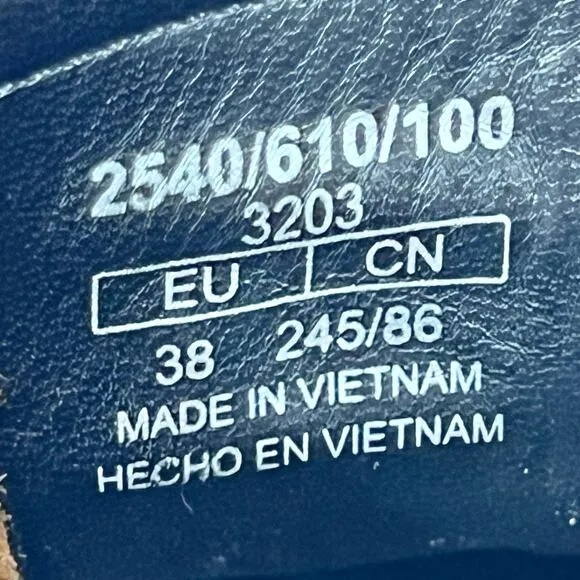 2540/610/100
3203
EU CN
38 245/86
MADE IN VIETNAM
HECHO EN VIETNAM